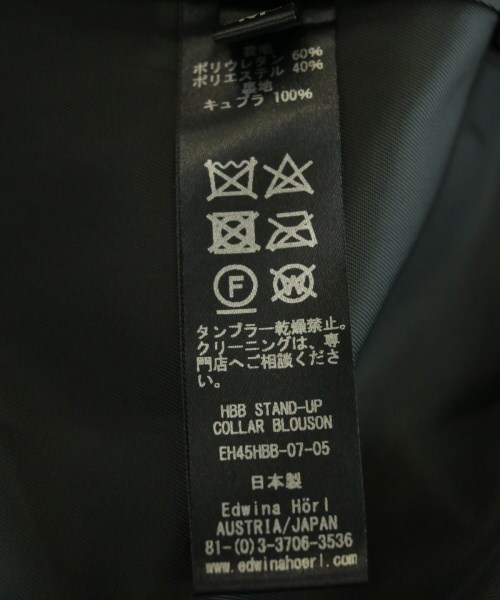 表地
ポリウレタン 60%
ポリエステル 40%
裏地
キュプラ 100%
F
W
タンブラー乾燥禁止。
クリーニングは、専
門店へご相談くださ
い。
HBB STAND-UP
COLLAR BLOUSON
EH45HBB-07-05
日本製
Edwina Hörl
AUSTRIA/JAPAN
81-(0)3-3706-3536
www.edwinahoerl.com